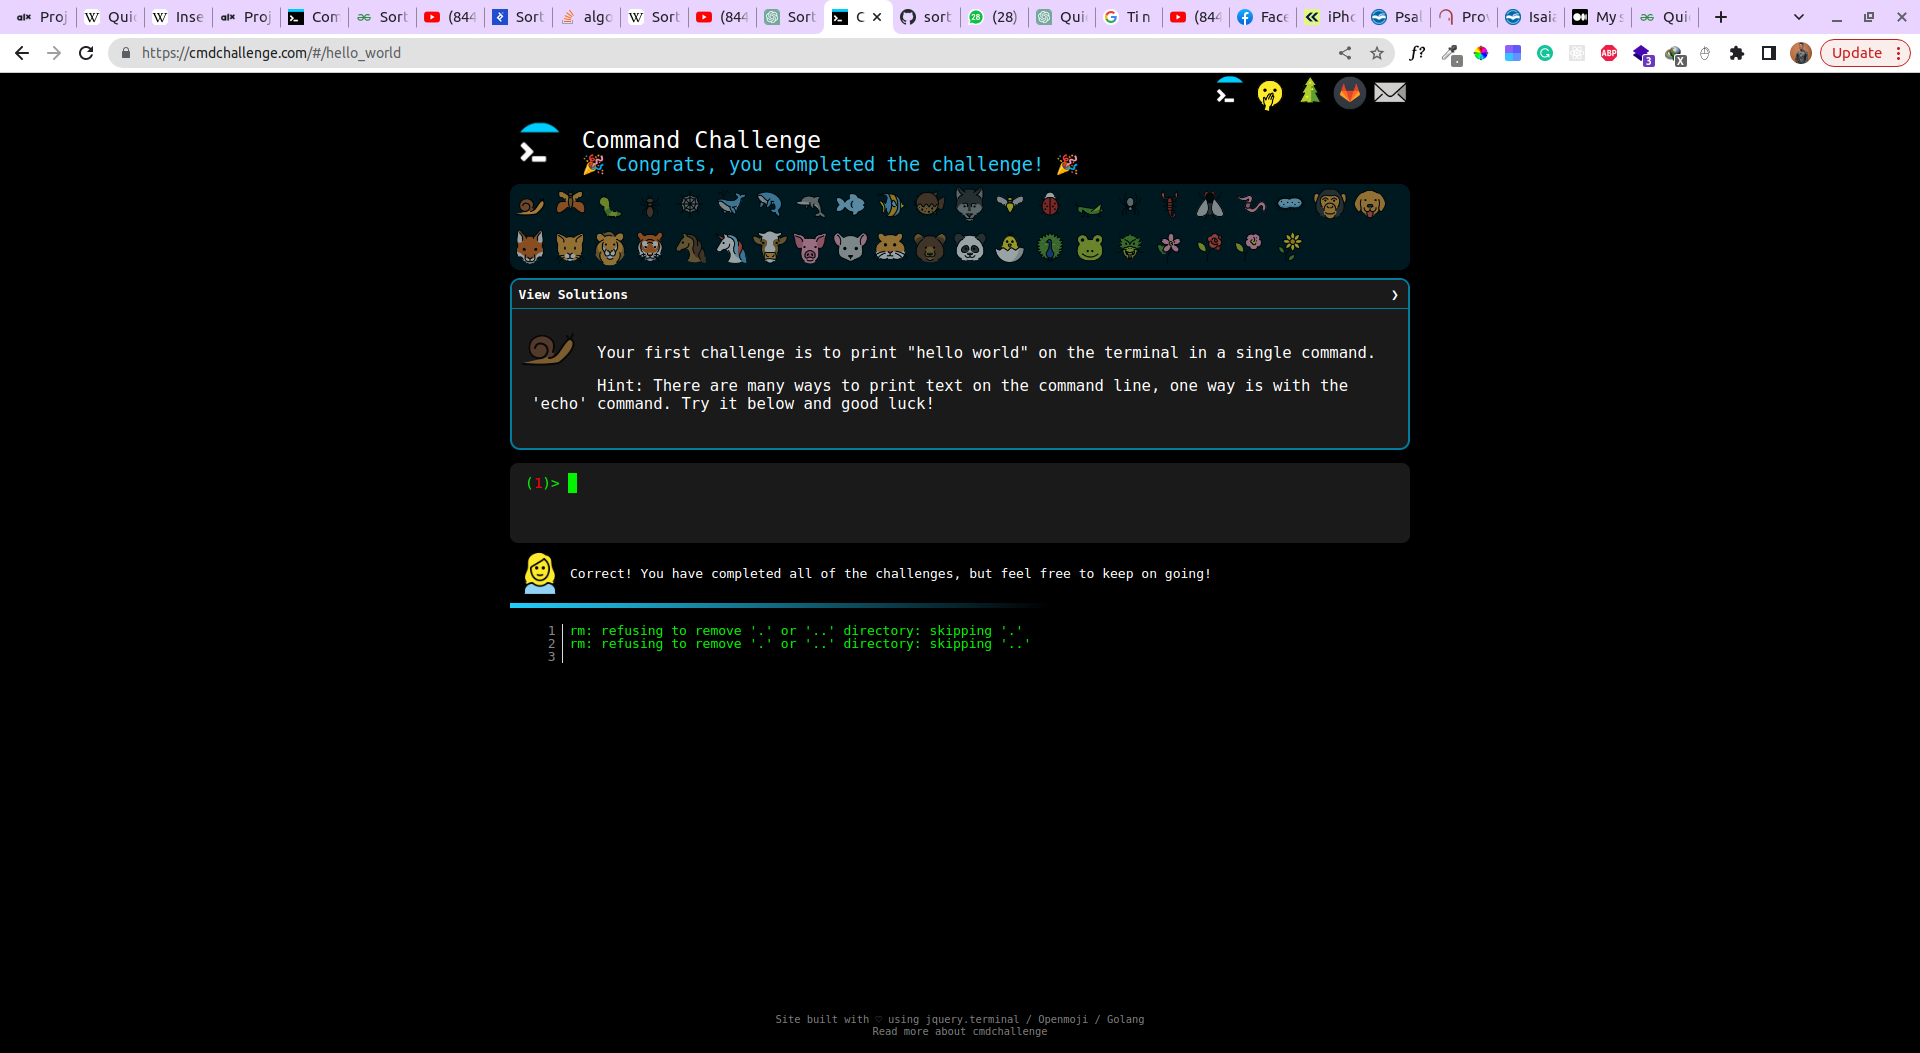 Proj
Quic
Inse
Proj
Com
Sort
(844
Sort
algo
Sort
(844
Sort
C
sort
(28)
Quic
Ti n
(844
Face
iPho
Psal
Prov
Isaia
My s
Quic
https://cmdchallenge.com/#/hello_world
f?
ABP
3
X
Update
Command Challenge
🎉 Congrats, you completed the challenge! 🎉
View Solutions
Your first challenge is to print "hello world" on the terminal in a single command.
Hint: There are many ways to print text on the command line, one way is with the
'echo' command. Try it below and good luck!
(1)>
Correct! You have completed all of the challenges, but feel free to keep on going!
1 rm: refusing to remove '.' or '..' directory: skipping '.'
2 rm: refusing to remove '.' or '..' directory: skipping '..'
3
Site built with ♡ using jquery.terminal / Openmoji / Golang
Read more about cmdchallenge